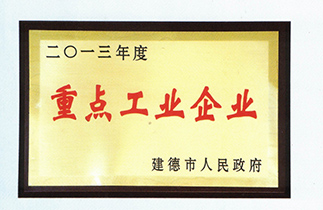 二〇一三年度
重点工业企业
建德市人民政府